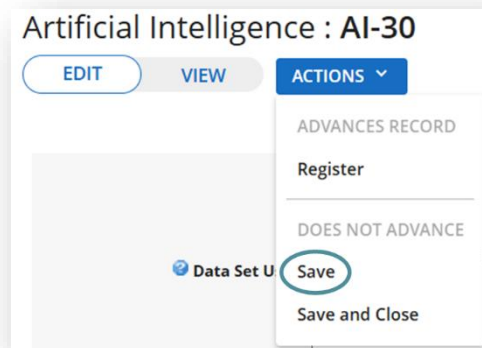 Artificial Intelligence : AI-30
EDIT VIEW ACTIONS
ADVANCES RECORD
Register
DOES NOT ADVANCE
Data Set U
Save
Save and Close